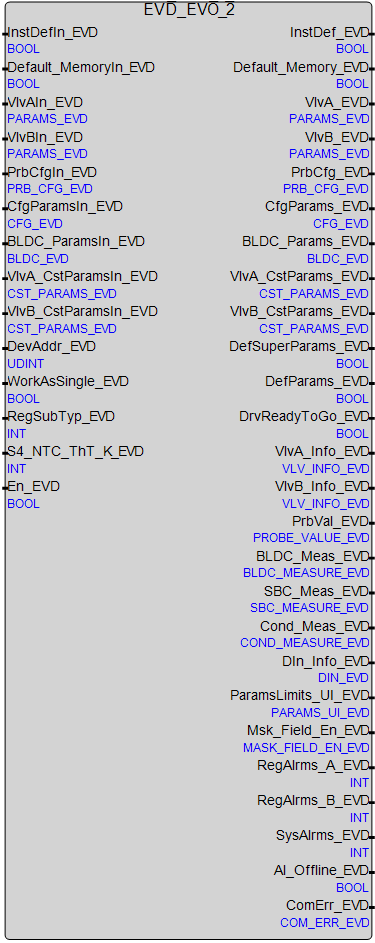 EVD_EVO_2
InstDefIn_EVD InstDef_EVD
BOOL BOOL
Default_MemoryIn_EVD Default_Memory_EVD
BOOL BOOL
VlvAIn_EVD VlvA_EVD
PARAMS_EVD PARAMS_EVD
VlvBIn_EVD VlvB_EVD
PARAMS_EVD PARAMS_EVD
PrbCfgIn_EVD PrbCfg_EVD
PRB_CFG_EVD PRB_CFG_EVD
CfgParamsIn_EVD CfgParams_EVD
CFG_EVD CFG_EVD
BLDC_ParamsIn_EVD BLDC_Params_EVD
BLDC_EVD BLDC_EVD
VlvA_CstParamsIn_EVD VlvA_CstParams_EVD
CST_PARAMS_EVD CST_PARAMS_EVD
VlvB_CstParamsIn_EVD VlvB_CstParams_EVD
CST_PARAMS_EVD CST_PARAMS_EVD
DevAddr_EVD DefSuperParams_EVD
UDINT BOOL
WorkAsSingle_EVD DefParams_EVD
BOOL BOOL
RegSubTyp_EVD DrvReadyToGo_EVD
INT BOOL
S4_NTC_ThT_K_EVD VlvA_Info_EVD
INT VLV_INFO_EVD
En_EVD VlvB_Info_EVD
BOOL VLV_INFO_EVD
PrbVal_EVD
PROBE_VALUE_EVD
BLDC_Meas_EVD
BLDC_MEASURE_EVD
SBC_Meas_EVD
SBC_MEASURE_EVD
Cond_Meas_EVD
COND_MEASURE_EVD
DIn_Info_EVD
DIN_EVD
ParamsLimits_UI_EVD
PARAMS_UI_EVD
Msk_Field_En_EVD
MASK_FIELD_EN_EVD
RegAlrms_A_EVD
INT
RegAlrms_B_EVD
INT
SysAlrms_EVD
INT
Al_Offline_EVD
BOOL
ComErr_EVD
COM_ERR_EVD